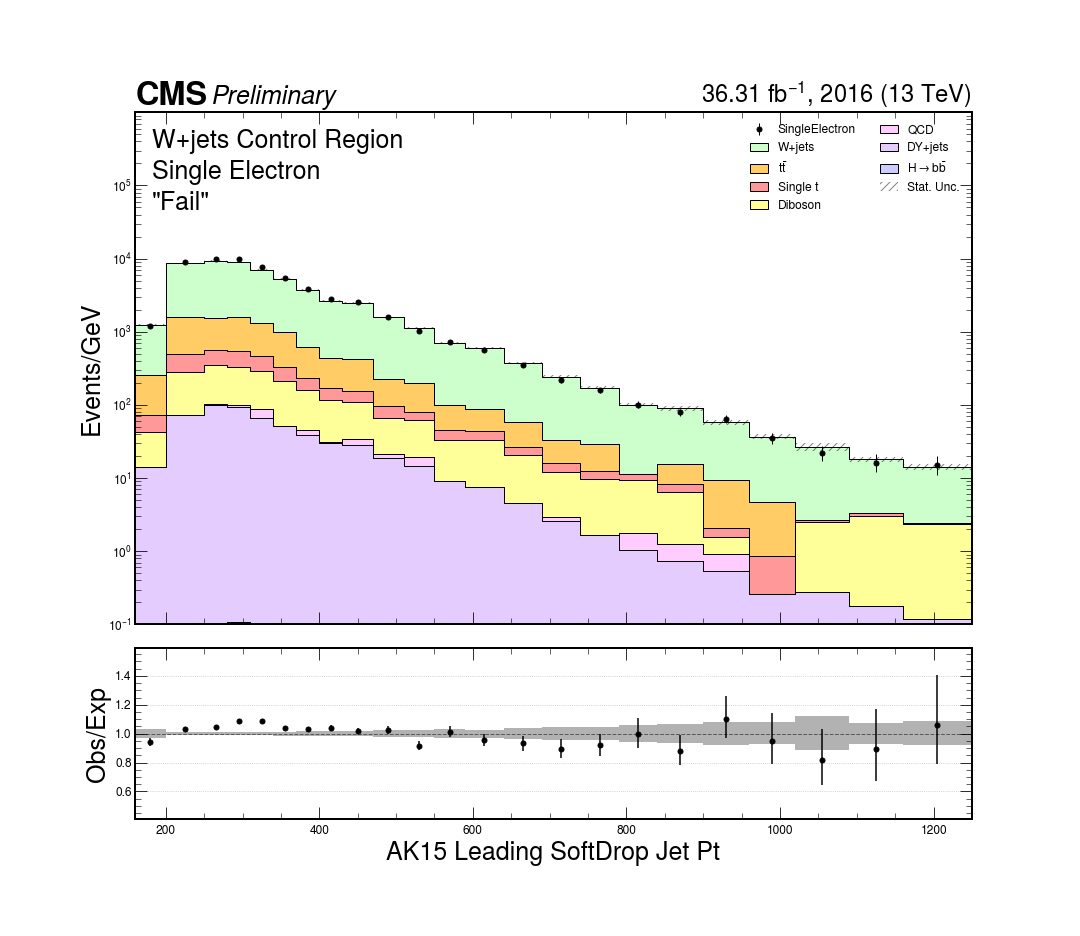 CMS Preliminary
36.31 fb⁻¹, 2016 (13 TeV)
W+jets Control Region
Single Electron
"Fail"
SingleElectron
W+jets
tt̄
Single t
Diboson
QCD
DY+jets
H→bb̄
Stat. Unc.
Events/GeV
10⁵
10⁴
10³
10²
10¹
10⁰
10⁻¹
Obs/Exp
1.4
1.2
1.0
0.8
0.6
200 400 600 800 1000 1200
AK15 Leading SoftDrop Jet Pt